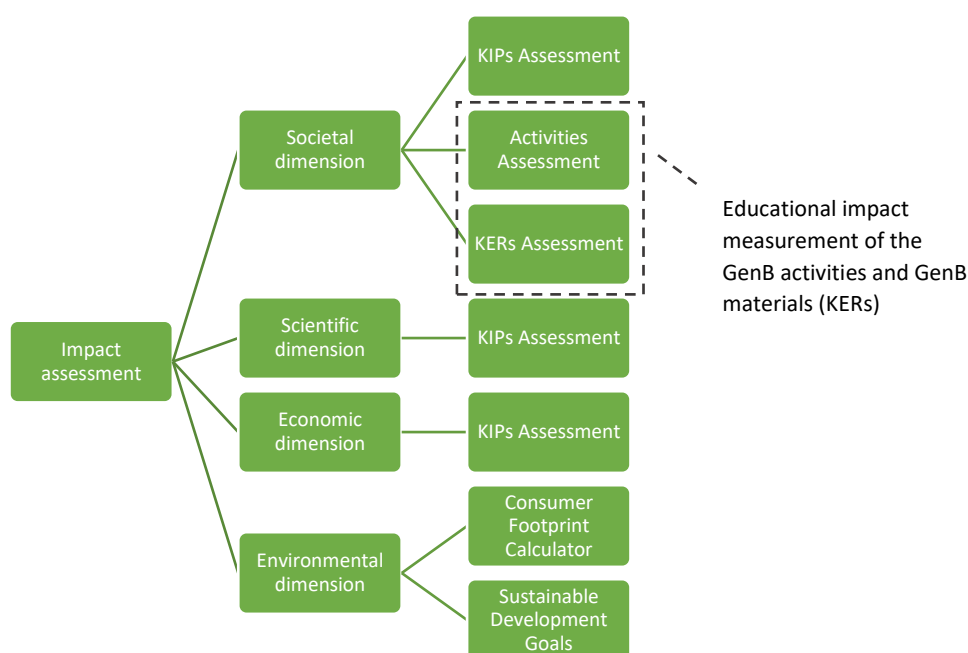 KIPs Assessment
Societal
dimension
Activities
Assessment
KERs Assessment
Educational impact
measurement of the
GenB activities and GenB
materials (KERs)
Impact
assessment
Scientific
dimension
KIPs Assessment
Economic
dimension
KIPs Assessment
Environmental
dimension
Consumer
Footprint
Calculator
Sustainable
Development
Goals